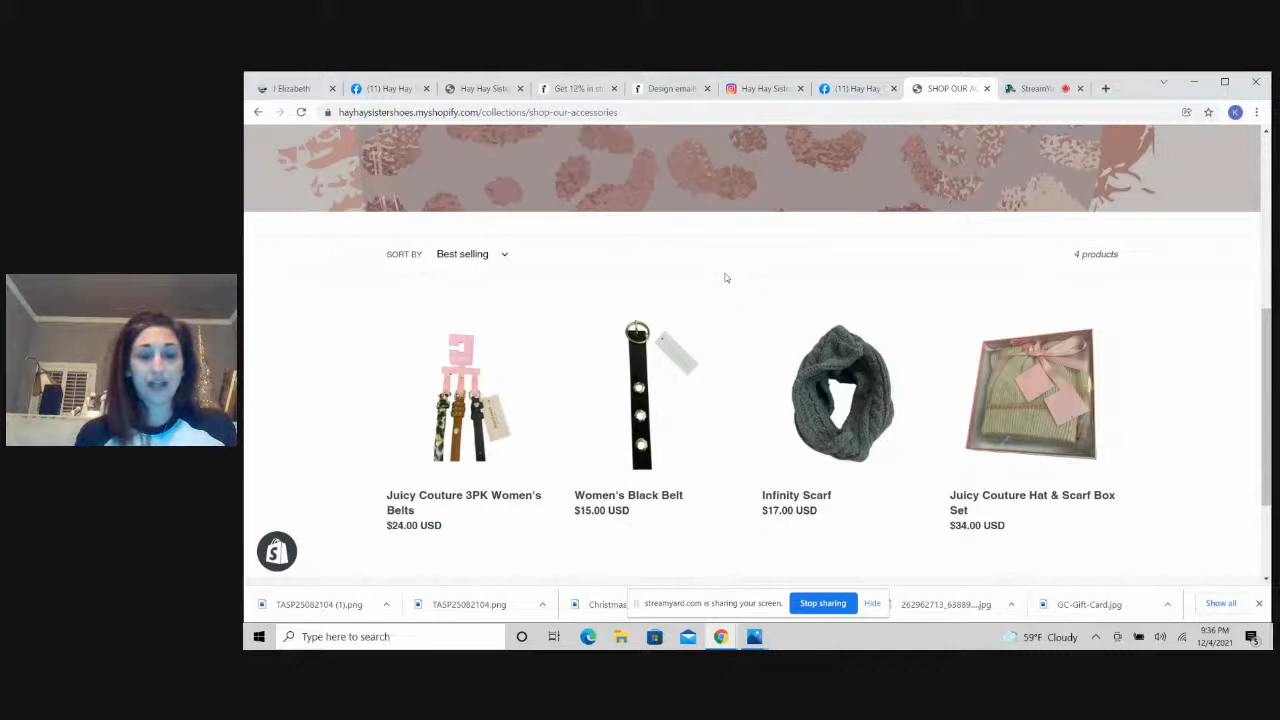 J Elizabeth
(11) Hay Hay
Hay Hay Siste
Get 12% in st
Design email
Hay Hay Siste
(11) Hay Hay
SHOP OUR A
StreamYa
hayhaysistershoes.myshopify.com/collections/shop-our-accessories
K
SORT BY Best selling
4 products
Juicy Couture 3PK Women's
Belts
$24.00 USD
Women's Black Belt
$15.00 USD
Infinity Scarf
$17.00 USD
Juicy Couture Hat & Scarf Box
Set
$34.00 USD
TASP25082104 (1).png
TASP25082104.png
Christmas
streamyard.com is sharing your screen.
Stop sharing
Hide
262962713_63889....jpg
GC-Gift-Card.jpg
Show all
Type here to search
59°F Cloudy
9:36 PM
12/4/2021
5